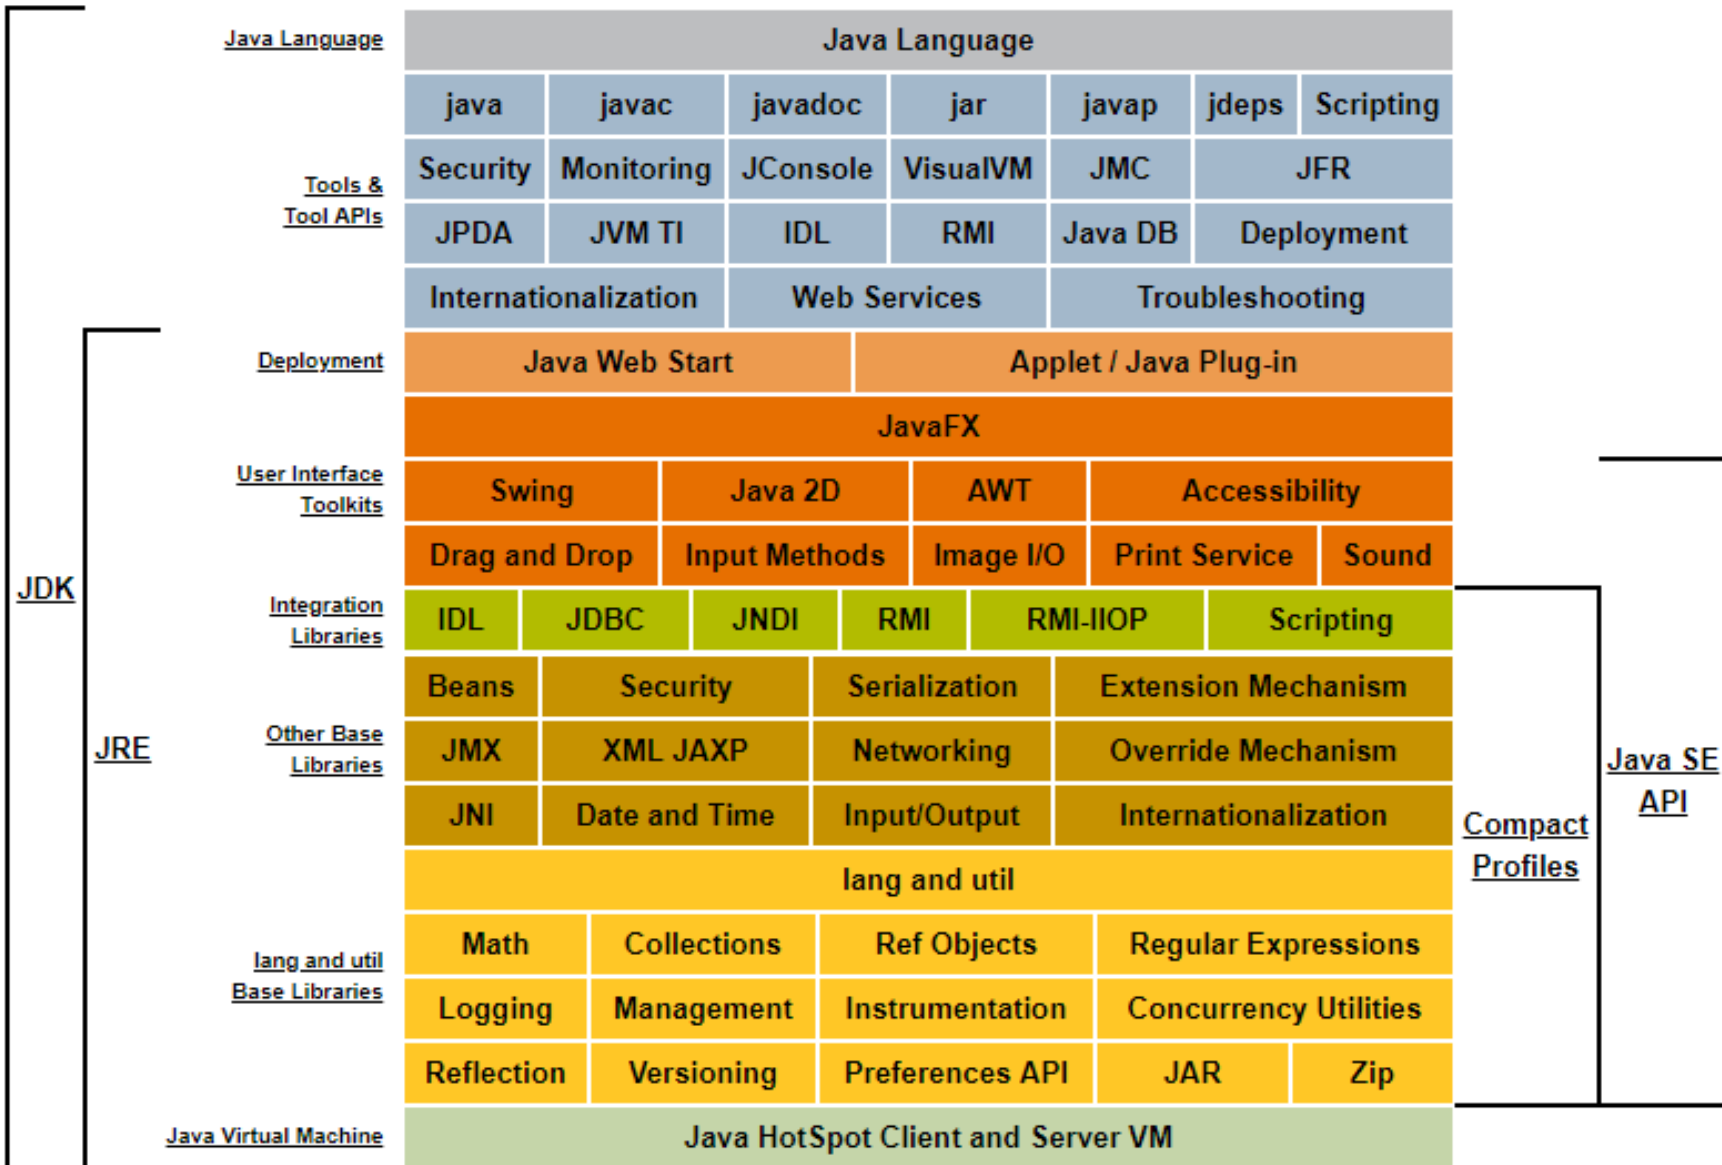 Java Language
Java Language
java javac javadoc jar javap jdeps Scripting
Tools &
Tool APIs
Security Monitoring JConsole VisualVM JMC JFR
JPDA JVM TI IDL RMI Java DB Deployment
Internationalization Web Services Troubleshooting
Deployment
Java Web Start Applet / Java Plug-in
JavaFX
User Interface
Toolkits
Swing Java 2D AWT Accessibility
Drag and Drop Input Methods Image I/O Print Service Sound
JDK
Integration
Libraries
IDL JDBC JNDI RMI RMI-IIOP Scripting
JRE
Other Base
Libraries
Beans Security Serialization Extension Mechanism
JMX XML JAXP Networking Override Mechanism
JNI Date and Time Input/Output Internationalization
Java SE
API
Compact
Profiles
lang and util
lang and util
Base Libraries
Math Collections Ref Objects Regular Expressions
Logging Management Instrumentation Concurrency Utilities
Reflection Versioning Preferences API JAR Zip
Java Virtual Machine
Java HotSpot Client and Server VM